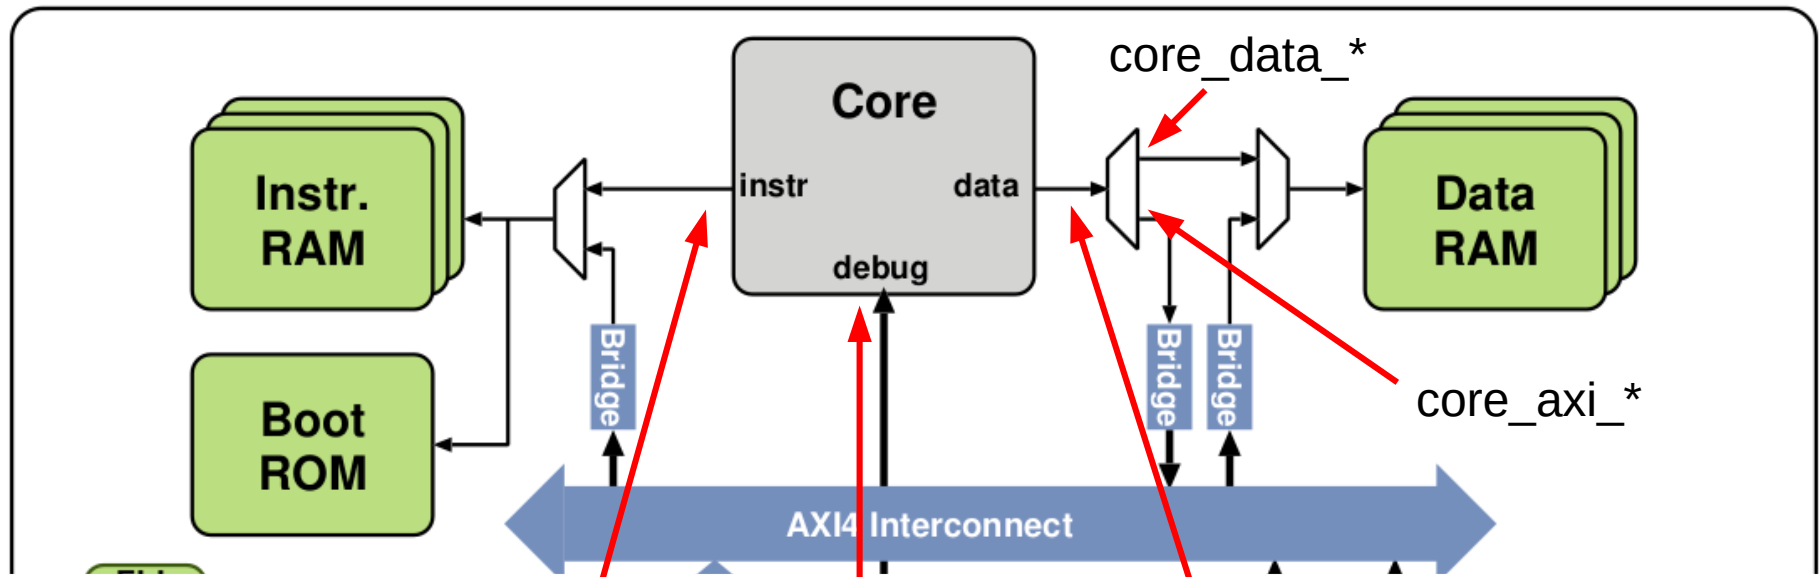 core_data_*
Core
Instr.
RAM
instr
data
Data
RAM
debug
Bridge
Bridge
Bridge
core_axi_*
Boot
ROM
AXI4 Interconnect